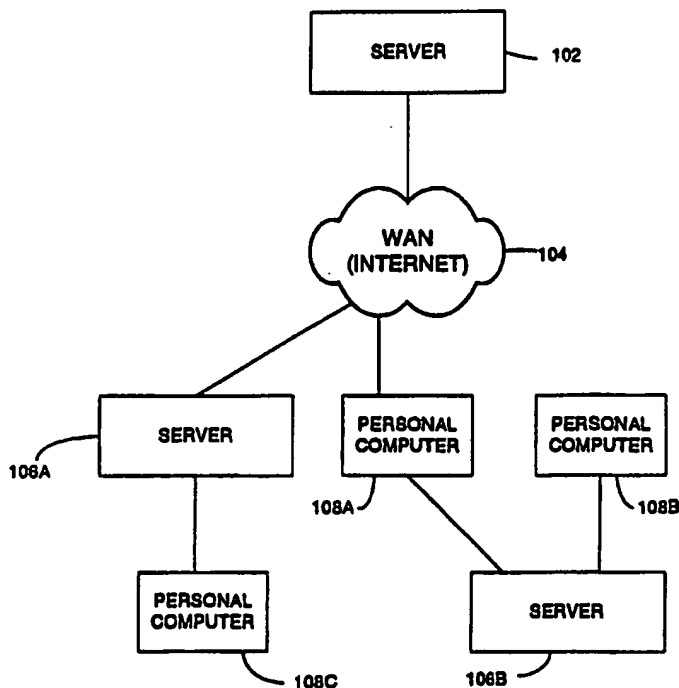 SERVER
102
WAN
(INTERNET)
104
SERVER
106A
PERSONAL
COMPUTER
108A
PERSONAL
COMPUTER
108B
PERSONAL
COMPUTER
108C
SERVER
106B